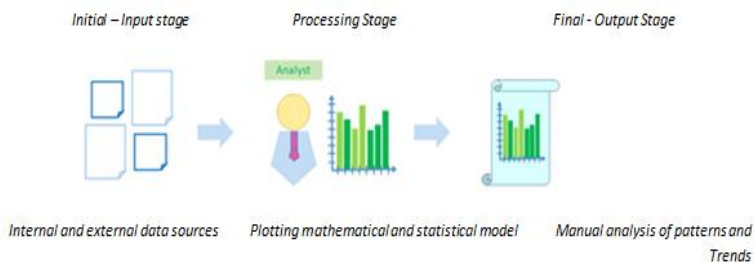 Initial – Input stage
Processing Stage
Final - Output Stage
Analyst
Internal and external data sources
Plotting mathematical and statistical model
Manual analysis of patterns and
Trends